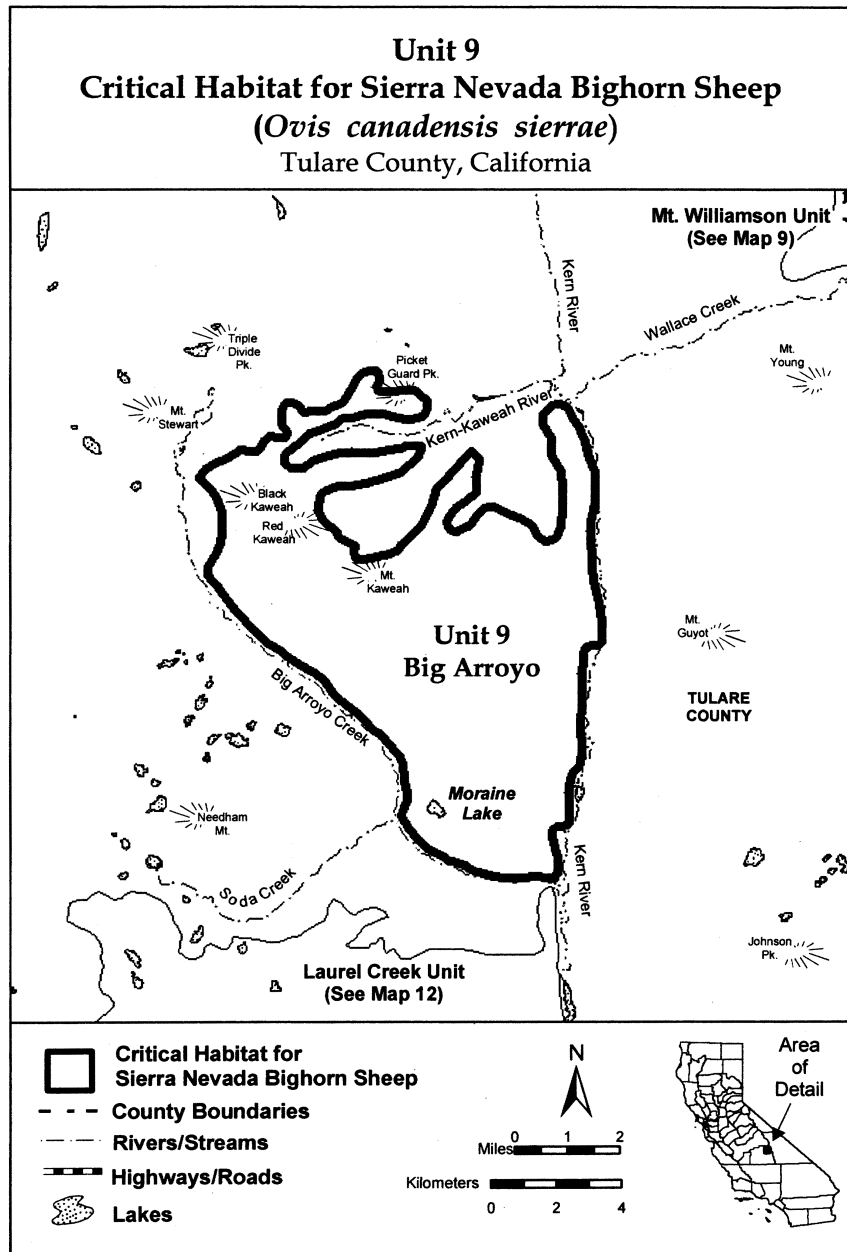 Unit 9
Critical Habitat for Sierra Nevada Bighorn Sheep
(Ovis canadensis sierrae)
Tulare County, California
Mt. Williamson Unit
(See Map 9)
Kern River
Wallace Creek
Triple
Divide
Pk.
Picket
Guard Pk.
Mt.
Young
Mt.
Stewart
Kern-Kaweah River
Black
Kaweah
Red
Kaweah
Mt.
Kaweah
Unit 9
Big Arroyo
Mt.
Guyot
Big Arroyo Creek
TULARE
COUNTY
Moraine
Lake
Needham
Mt.
Soda Creek
Kern River
Johnson
Pk.
Laurel Creek Unit
(See Map 12)
Critical Habitat for
Sierra Nevada Bighorn Sheep
County Boundaries
Rivers/Streams
Highways/Roads
Lakes
N
0 1 2
Miles
Kilometers
0 2 4
Area
of
Detail